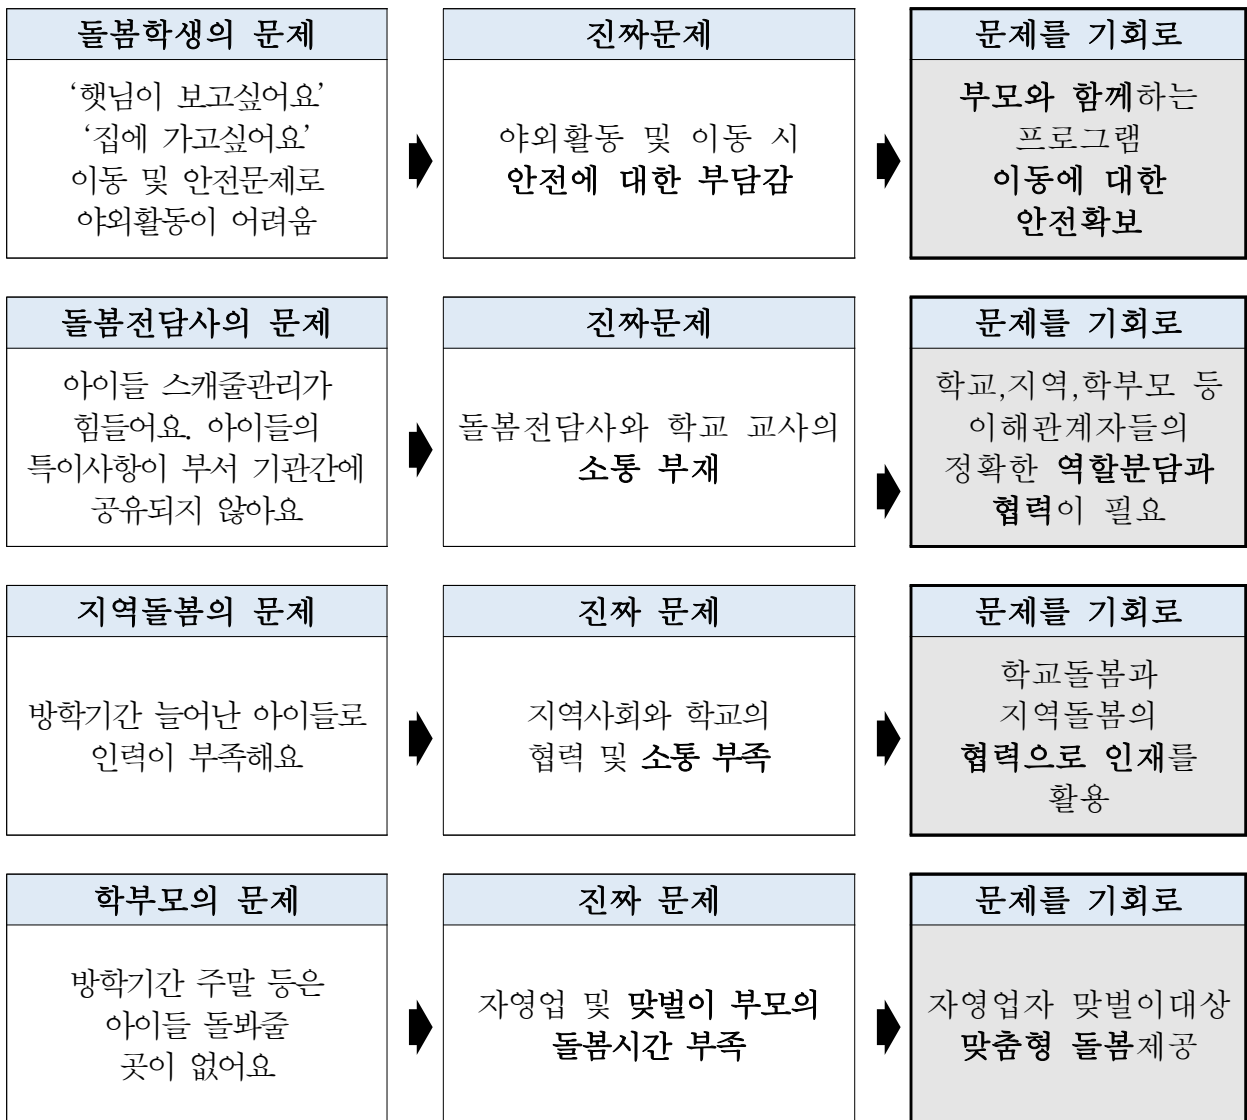 돌봄학생의 문제
‘햇님이 보고싶어요’
‘집에 가고싶어요’
이동 및 안전문제로
야외활동이 어려움
진짜문제
야외활동 및 이동 시
안전에 대한 부담감
문제를 기회로
부모와 함께하는
프로그램
이동에 대한
안전확보
돌봄전담사의 문제
아이들 스캐줄관리가
힘들어요. 아이들의
특이사항이 부서 기관간에
공유되지 않아요
진짜문제
돌봄전담사와 학교 교사의
소통 부재
문제를 기회로
학교,지역,학부모 등
이해관계자들의
정확한 역할분담과
협력이 필요
지역돌봄의 문제
방학기간 늘어난 아이들로
인력이 부족해요
진짜 문제
지역사회와 학교의
협력 및 소통 부족
문제를 기회로
학교돌봄과
지역돌봄의
협력으로 인재를
활용
학부모의 문제
방학기간 주말 등은
아이들 돌봐줄
곳이 없어요
진짜 문제
자영업 및 맞벌이 부모의
돌봄시간 부족
문제를 기회로
자영업자 맞벌이대상
맞춤형 돌봄제공